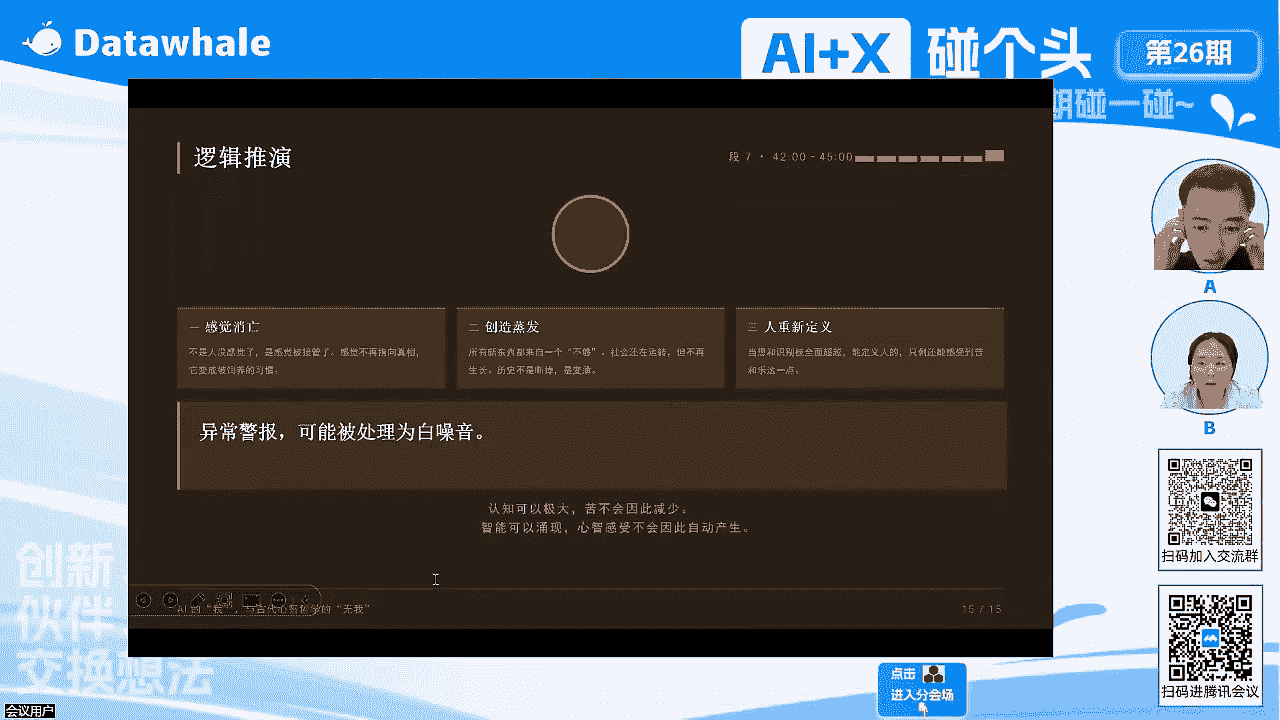 Datawhale
AI+X 碰个头
第26期
期碰一碰~
逻辑推演
段 7 · 42:00 - 45:00
一 感觉消亡
不是人没感觉了，是感觉被接管了。感觉不再指向真相，
它变成被饲养的习惯。
二 创造蒸发
所有新东西都来自一个“不够”。社会还在运转，但不再
生长。历史不是断掉，是变薄。
三 人重新定义
当想和识别被全面超越，能定义人的，只剩还能感受到苦
和乐这一点。
异常警报，可能被处理为白噪音。
认知可以极大，苦不会因此减少。
智能可以涌现，心智感受不会因此自动产生。
15 / 15
A
B
扫码加入交流群
扫码进腾讯会议
创新
伙伴
交换想法
点击
进入分会场
会议用户